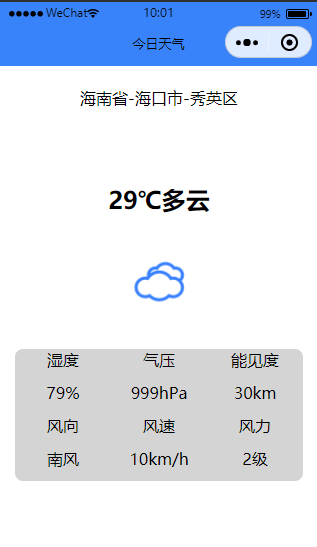 WeChat 10:01 99%
今日天气
海南省-海口市-秀英区
29℃多云
湿度 气压 能见度
79% 999hPa 30km
风向 风速 风力
南风 10km/h 2级